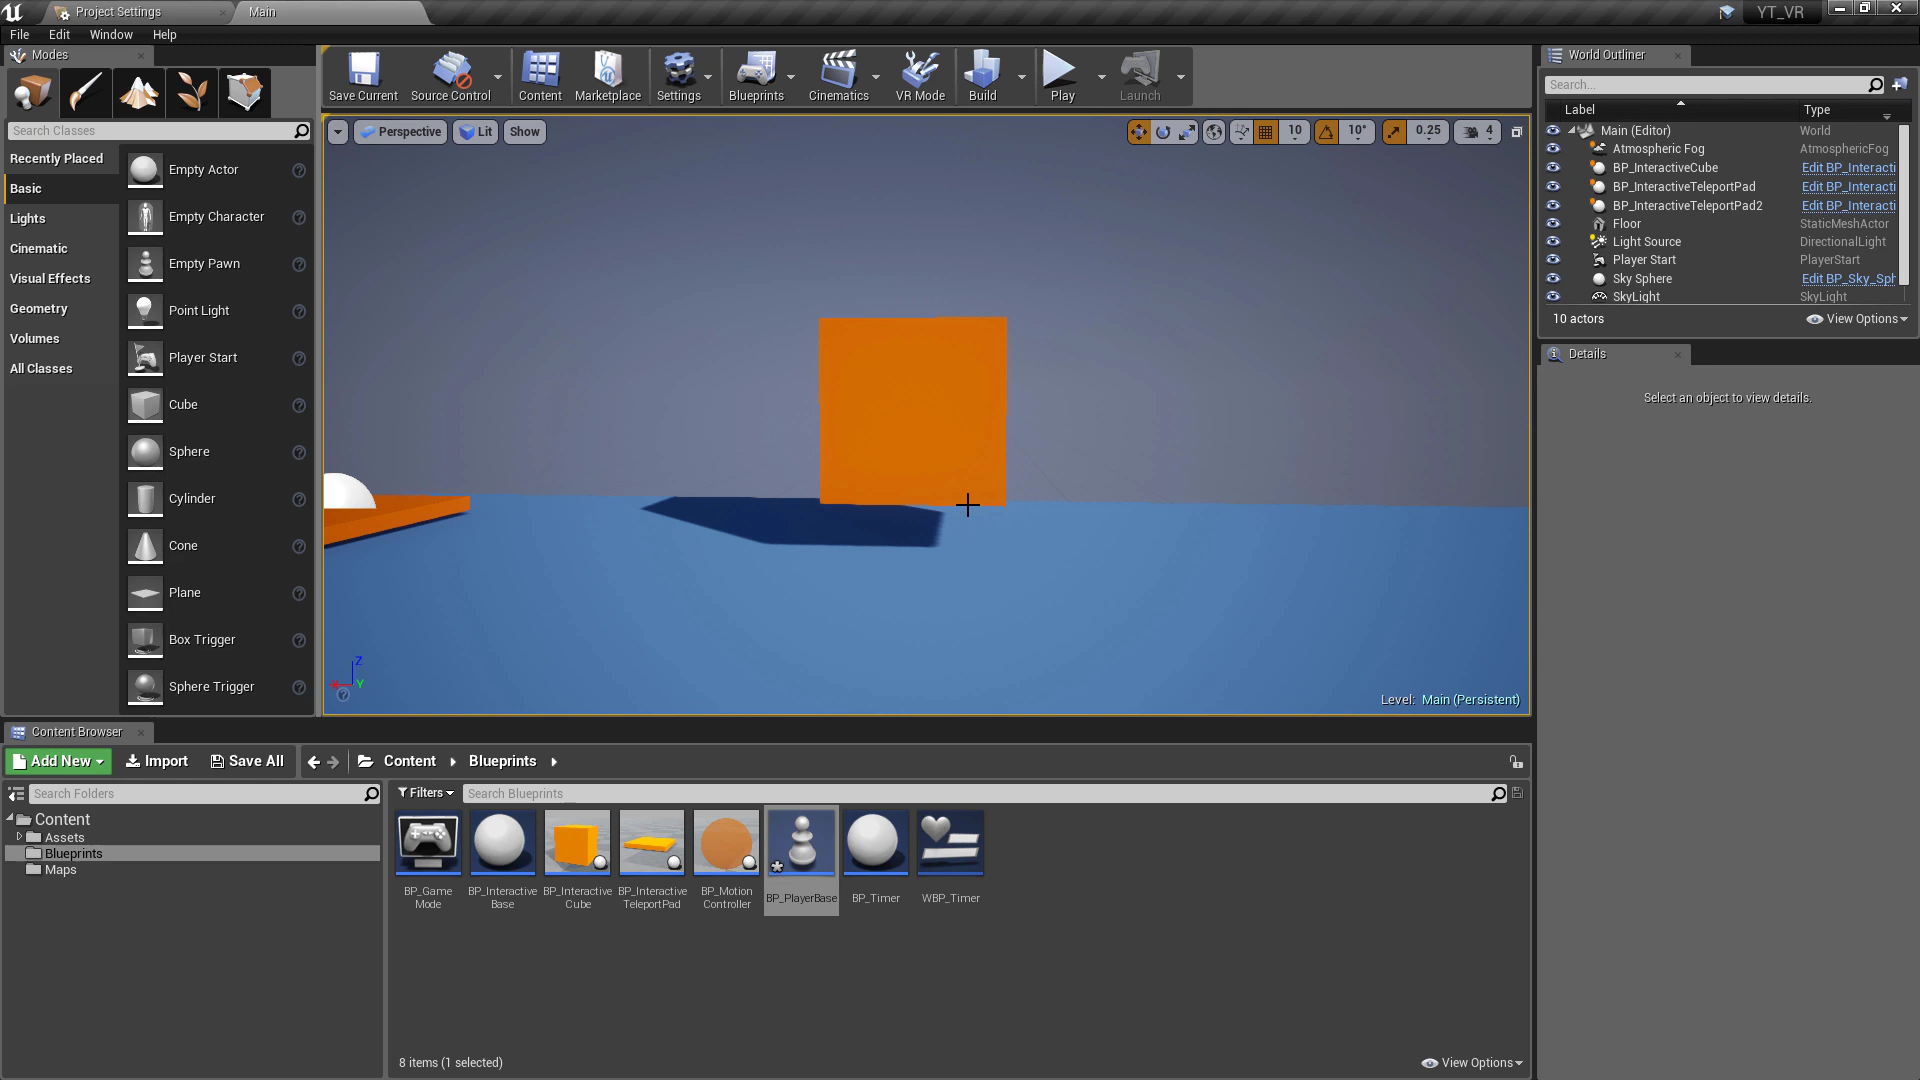 Project Settings
Main
YT_VR
File Edit Window Help
Modes
Search Classes
Recently Placed
Basic
Lights
Cinematic
Visual Effects
Geometry
Volumes
All Classes
Empty Actor
Empty Character
Empty Pawn
Point Light
Player Start
Cube
Sphere
Cylinder
Cone
Plane
Box Trigger
Sphere Trigger
Save Current
Source Control
Content
Marketplace
Settings
Blueprints
Cinematics
VR Mode
Build
Play
Launch
Perspective
Lit
Show
10
10°
0.25
4
Z
X
Y
Level: Main (Persistent)
World Outliner
Search...
Label Type
Main (Editor) World
Atmospheric Fog AtmosphericFog
BP_InteractiveCube Edit BP_Interacti
BP_InteractiveTeleportPad Edit BP_Interacti
BP_InteractiveTeleportPad2 Edit BP_Interacti
Floor StaticMeshActor
Light Source DirectionalLight
Player Start PlayerStart
Sky Sphere Edit BP_Sky_Sph
SkyLight SkyLight
10 actors
View Options
Details
Select an object to view details.
Content Browser
Add New
Import
Save All
Content
Blueprints
Search Folders
Content
Assets
Blueprints
Maps
Filters
Search Blueprints
BP_Game
Mode
BP_Interactive
Base
BP_Interactive
Cube
BP_Interactive
TeleportPad
BP_Motion
Controller
BP_PlayerBase
BP_Timer
WBP_Timer
8 items (1 selected)
View Options